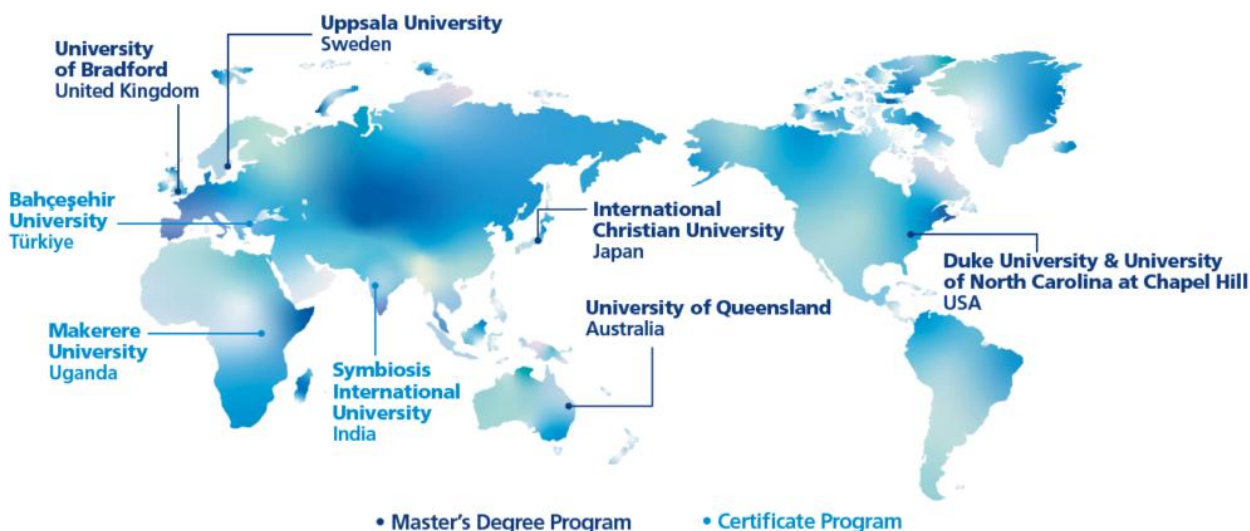 Uppsala University
Sweden
University
of Bradford
United Kingdom
Bahçeşehir
University
Türkiye
International
Christian University
Japan
Duke University & University
of North Carolina at Chapel Hill
USA
University of Queensland
Australia
Makerere
University
Uganda
Symbiosis
International
University
India
• Master's Degree Program
• Certificate Program